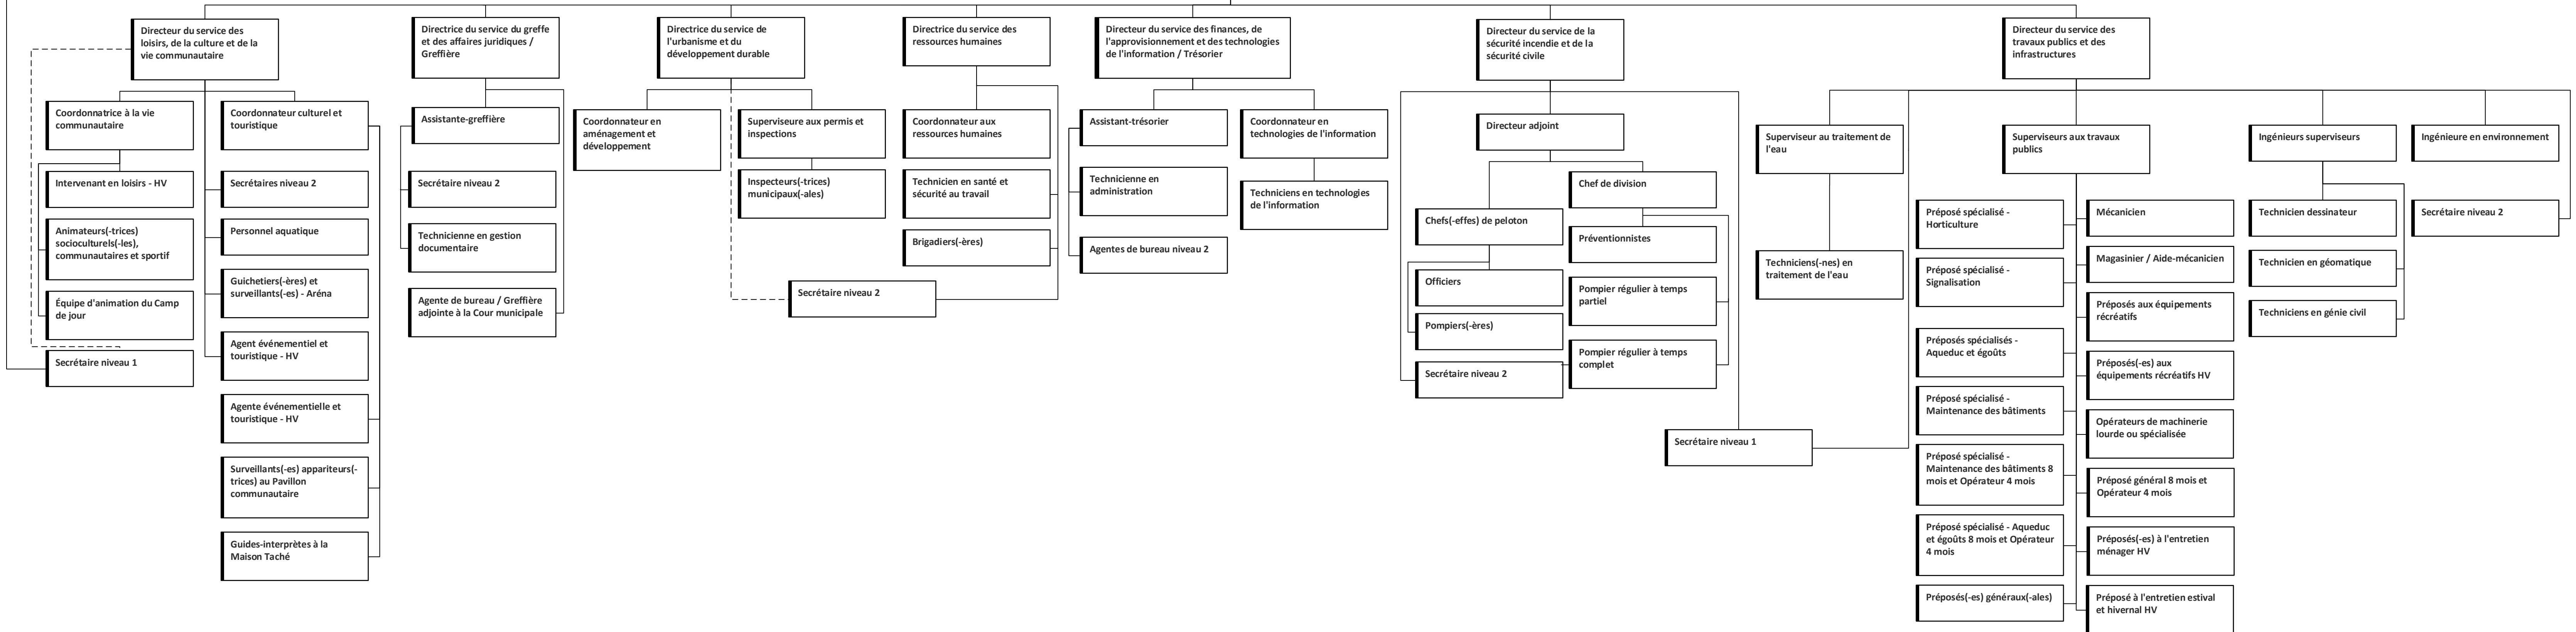 Directeur du service des
loisirs, de la culture et de la
vie communautaire
Coordonnatrice à la vie
communautaire
Intervenant en loisirs - HV
Animateurs(-trices)
socioculturels(-les),
communautaires et sportif
Équipe d'animation du Camp
de jour
Secrétaire niveau 1
Coordonnateur culturel et
touristique
Secrétaires niveau 2
Personnel aquatique
Guichetiers(-ères) et
surveillants(-es) - Aréna
Agent événementiel et
touristique - HV
Agente événementielle et
touristique - HV
Surveillants(-es) appariteurs(-
trices) au Pavillon
communautaire
Guides-interprètes à la
Maison Taché
Directrice du service du greffe
et des affaires juridiques /
Greffière
Assistante-greffière
Secrétaire niveau 2
Technicienne en gestion
documentaire
Agente de bureau / Greffière
adjointe à la Cour municipale
Directrice du service de
l'urbanisme et du
développement durable
Coordonnateur en
aménagement et
développement
Superviseure aux permis et
inspections
Inspecteurs(-trices)
municipaux(-ales)
Secrétaire niveau 2
Directrice du service des
ressources humaines
Coordonnateur aux
ressources humaines
Technicien en santé et
sécurité au travail
Brigadiers(-ères)
Directeur du service des finances, de
l'approvisionnement et des technologies
de l'information / Trésorier
Assistant-trésorier
Technicienne en
administration
Agentes de bureau niveau 2
Coordonnateur en
technologies de l'information
Techniciens en technologies
de l'information
Directeur du service de la
sécurité incendie et de la
sécurité civile
Directeur adjoint
Chefs(-effes) de peloton
Officiers
Pompiers(-ères)
Secrétaire niveau 2
Chef de division
Préventionnistes
Pompier régulier à temps
partiel
Pompier régulier à temps
complet
Secrétaire niveau 1
Directeur du service des
travaux publics et des
infrastructures
Superviseur au traitement de
l'eau
Techniciens(-nes) en
traitement de l'eau
Superviseurs aux travaux
publics
Préposé spécialisé -
Horticulture
Préposé spécialisé -
Signalisation
Préposés spécialisés -
Aqueduc et égoûts
Préposé spécialisé -
Maintenance des bâtiments
Préposé spécialisé -
Maintenance des bâtiments 8
mois et Opérateur 4 mois
Préposé spécialisé - Aqueduc
et égoûts 8 mois et Opérateur
4 mois
Préposés(-es) généraux(-ales)
Mécanicien
Magasinier / Aide-mécanicien
Préposés aux équipements
récréatifs
Préposés(-es) aux
équipements récréatifs HV
Opérateurs de machinerie
lourde ou spécialisée
Préposé général 8 mois et
Opérateur 4 mois
Préposés(-es) à l'entretien
ménager HV
Préposé à l'entretien estival
et hivernal HV
Ingénieurs superviseurs
Technicien dessinateur
Technicien en géomatique
Techniciens en génie civil
Ingénieure en environnement
Secrétaire niveau 2